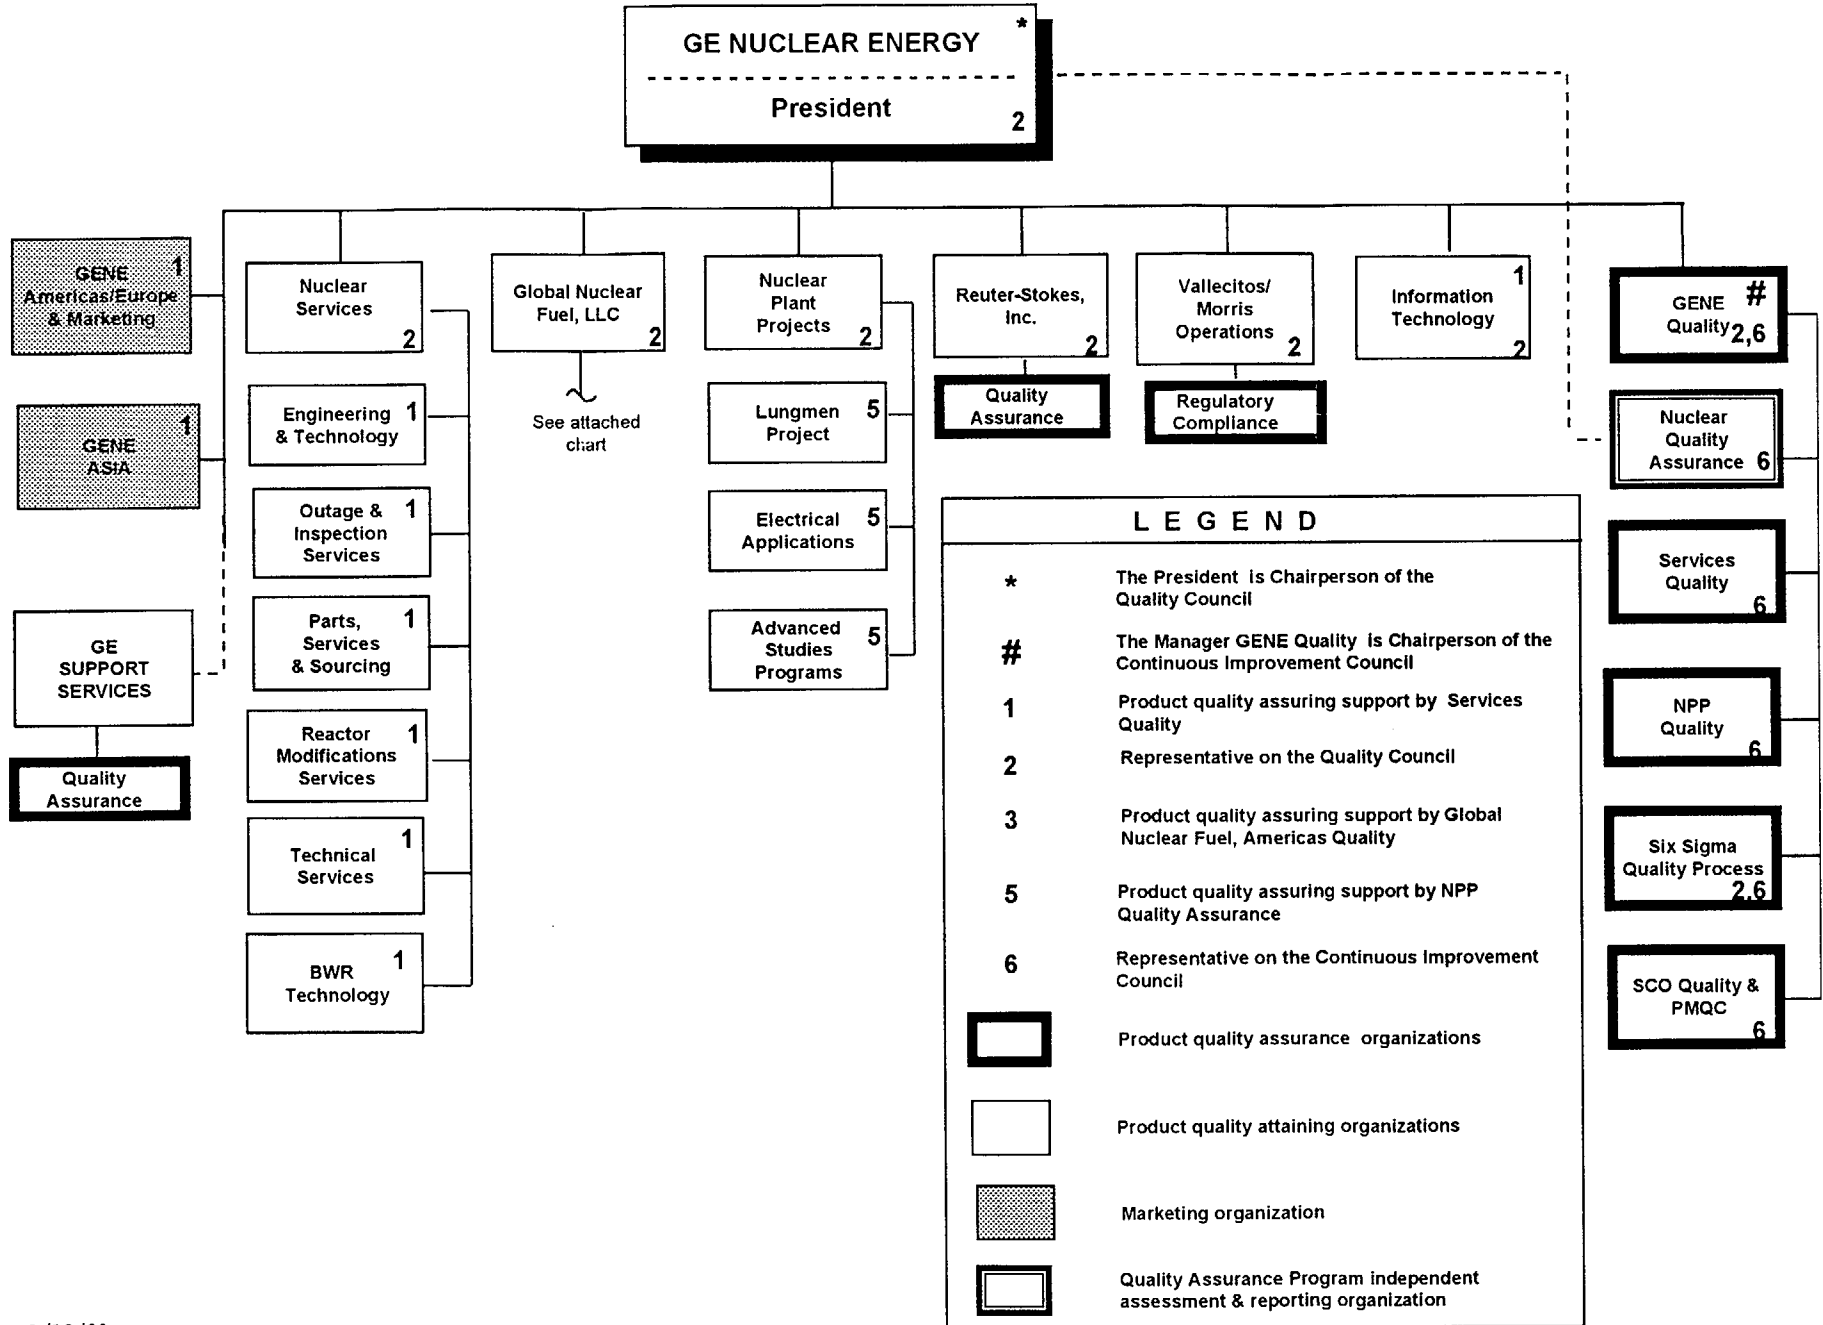 *
GE NUCLEAR ENERGY
President
2
GENE 1
Americas/Europe
& Marketing
1
GENE
ASIA
GE
SUPPORT
SERVICES
Quality
Assurance
Nuclear
Services
2
Engineering 1
& Technology
Outage & 1
Inspection
Services
Parts, 1
Services
& Sourcing
Reactor 1
Modifications
Services
1
Technical
Services
BWR 1
Technology
Global Nuclear
Fuel, LLC
2
See attached
chart
Nuclear
Plant
Projects
2
Lungmen 5
Project
Electrical 5
Applications
Advanced 5
Studies
Programs
Reuter-Stokes,
Inc.
2
Quality
Assurance
Vallecitos/
Morris
Operations
2
Regulatory
Compliance
1
Information
Technology
2
GENE #
Quality 2,6
Nuclear
Quality
Assurance 6
Services
Quality
6
NPP
Quality
6
Six Sigma
Quality Process
2,6
SCO Quality &
PMQC
6
LEGEND
* The President is Chairperson of the
Quality Council
# The Manager GENE Quality is Chairperson of the
Continuous Improvement Council
1 Product quality assuring support by Services
Quality
2 Representative on the Quality Council
3 Product quality assuring support by Global
Nuclear Fuel, Americas Quality
5 Product quality assuring support by NPP
Quality Assurance
6 Representative on the Continuous Improvement
Council
Product quality assurance organizations
Product quality attaining organizations
Marketing organization
Quality Assurance Program independent
assessment & reporting organization